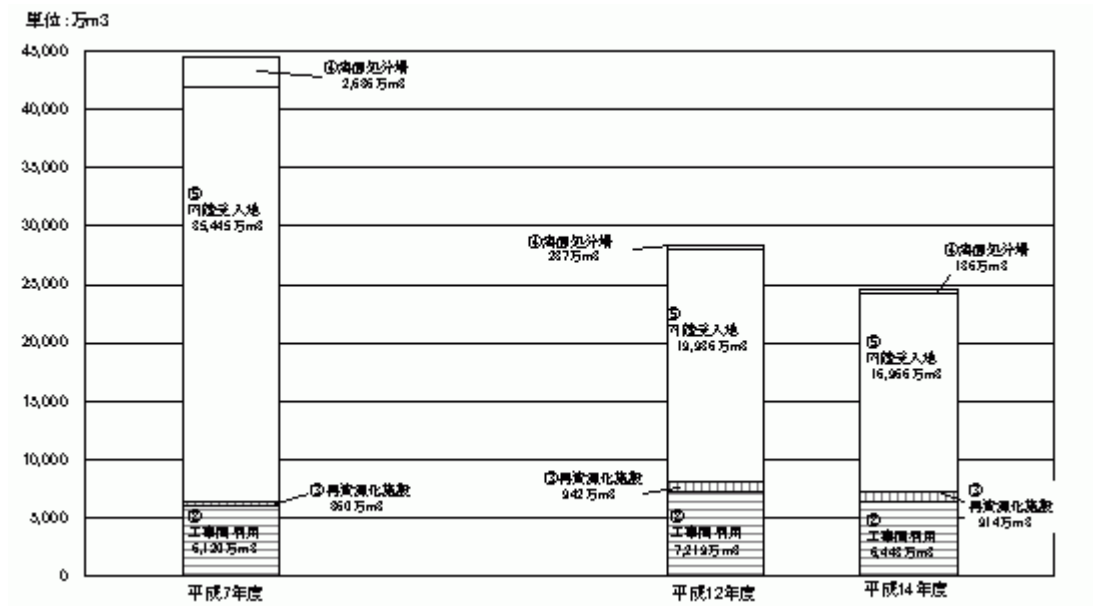 単位:万m3
45,000
40,000
35,000
30,000
25,000
20,000
15,000
10,000
5,000
0
④海面処分場
2,686万m3
⑤
内陸受入地
35,445万m3
③再資源化施設
360万m3
②
工事間利用
6,120万m3
平成7年度
④海面処分場
287万m3
⑤
内陸受入地
19,986万m3
③再資源化施設
942万m3
②
工事間利用
7,219万m3
平成12年度
④海面処分場
186万m3
⑤
内陸受入地
16,966万m3
③
再資源化施設
914万m3
②
工事間利用
6,448万m3
平成14年度